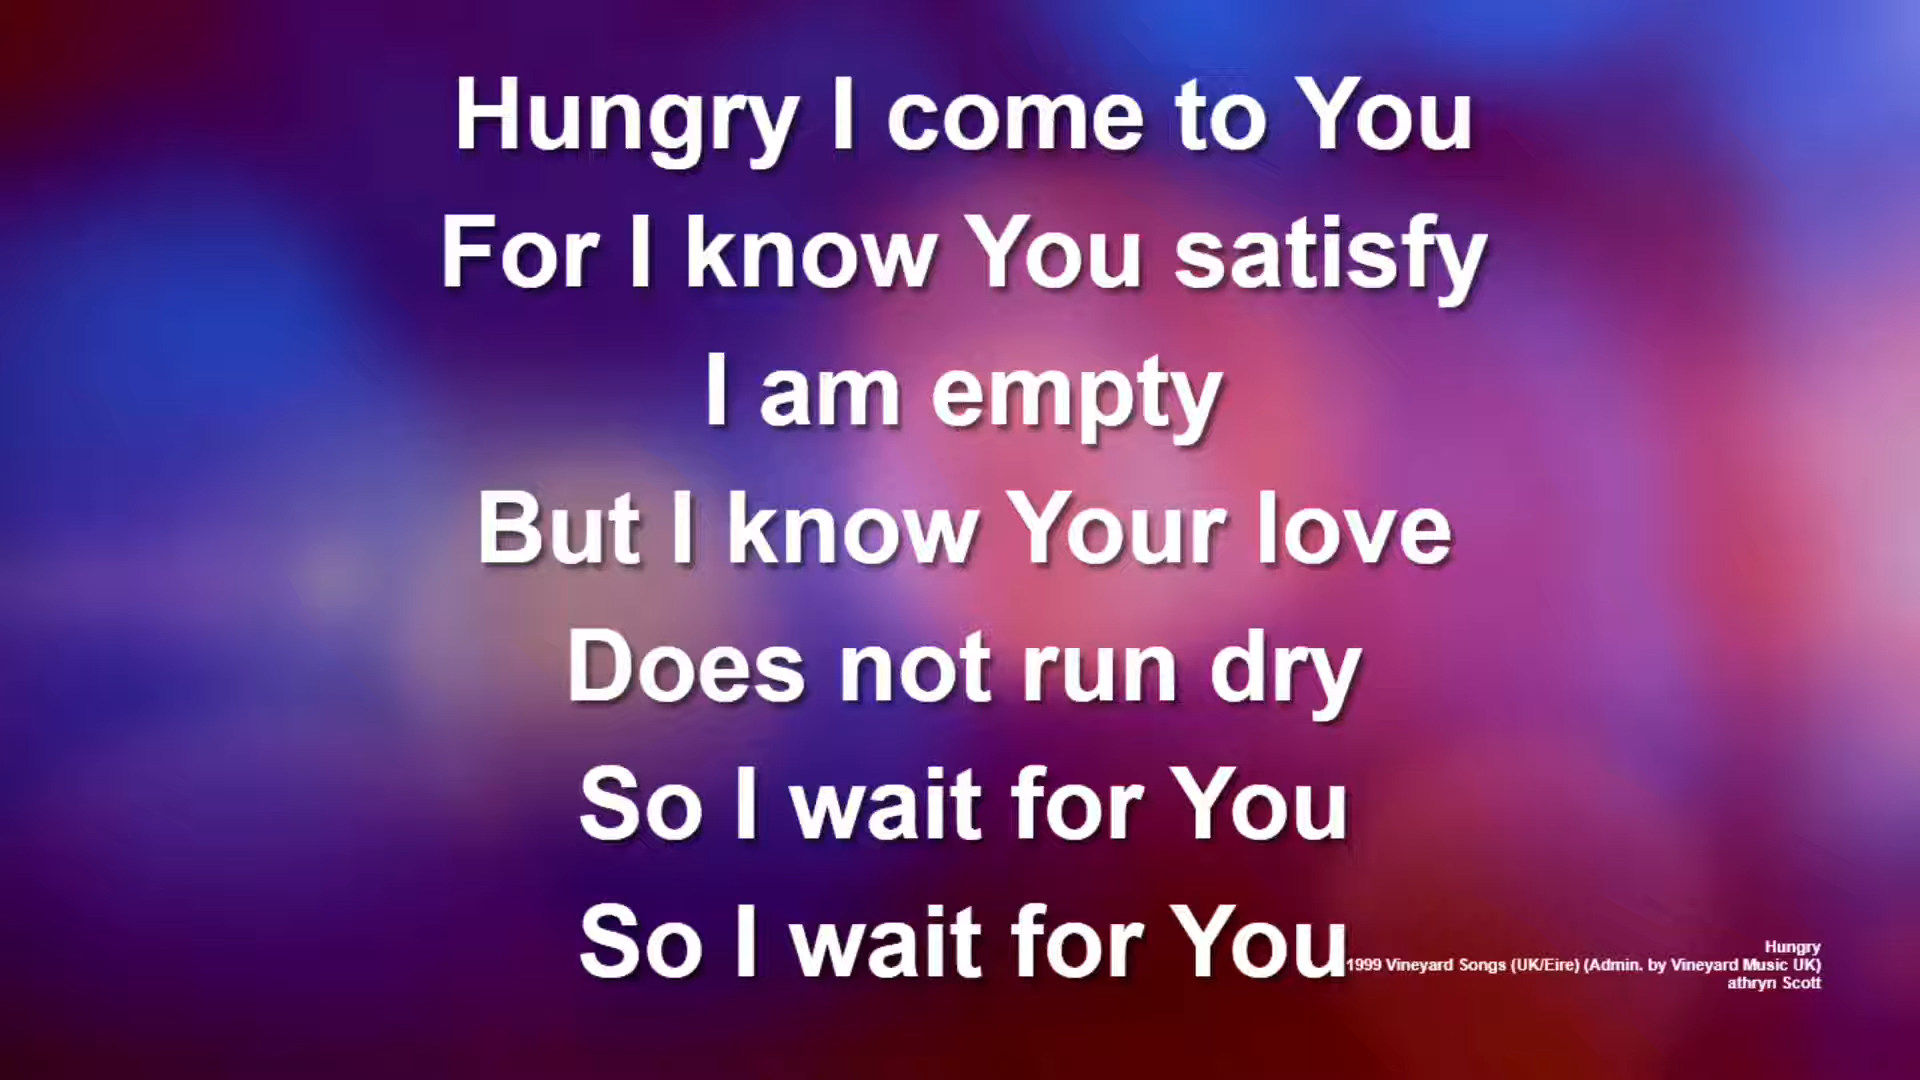 Hungry I come to You
For I know You satisfy
I am empty
But I know Your love
Does not run dry
So I wait for You
So I wait for You
Hungry
1999 Vineyard Songs (UK/Eire) (Admin. by Vineyard Music UK)
athryn Scott